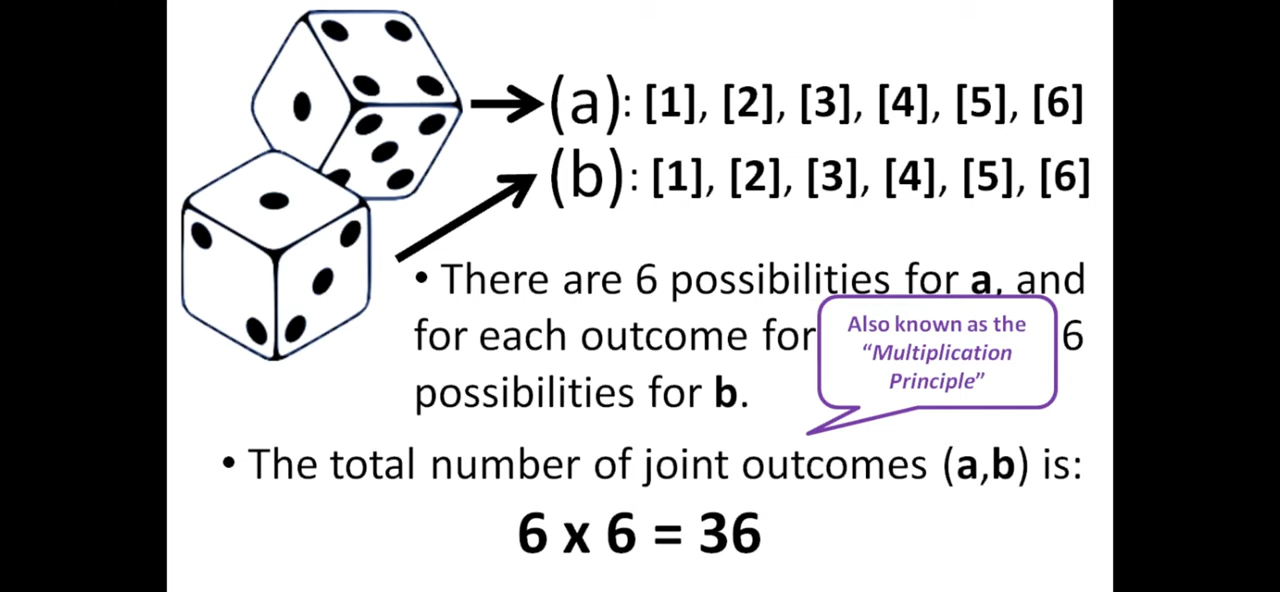 (a): [1], [2], [3], [4], [5], [6]
(b): [1], [2], [3], [4], [5], [6]
• There are 6 possibilities for a, and
for each outcome for 6
possibilities for b.
Also known as the
“Multiplication
Principle”
• The total number of joint outcomes (a,b) is:
6 x 6 = 36